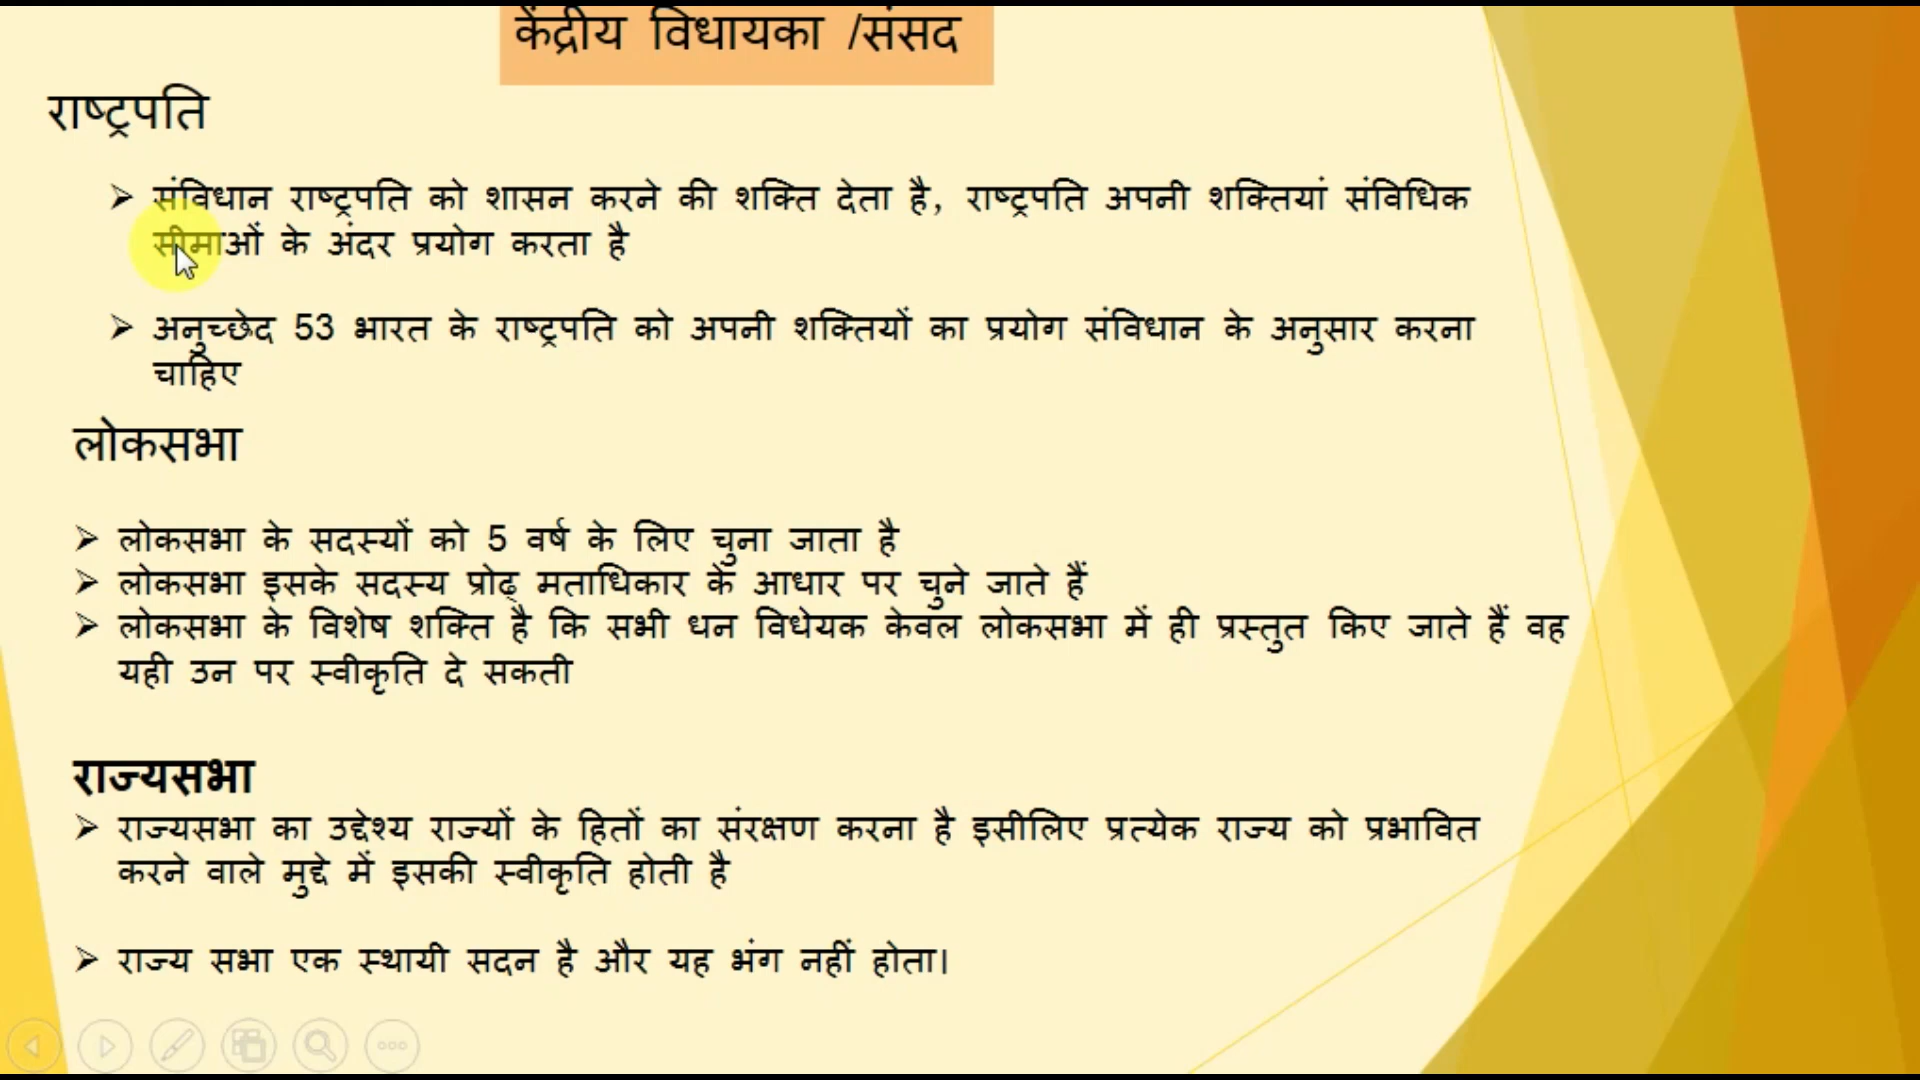 केंद्रीय विधायका /संसद
राष्ट्रपति
➢ संविधान राष्ट्रपति को शासन करने की शक्ति देता है, राष्ट्रपति अपनी शक्तियां संविधिक
सीमाओं के अंदर प्रयोग करता है
➢ अनुच्छेद 53 भारत के राष्ट्रपति को अपनी शक्तियों का प्रयोग संविधान के अनुसार करना
चाहिए
लोकसभा
➢ लोकसभा के सदस्यों को 5 वर्ष के लिए चुना जाता है
➢ लोकसभा इसके सदस्य प्रोढ् मताधिकार के आधार पर चुने जाते हैं
➢ लोकसभा के विशेष शक्ति है कि सभी धन विधेयक केवल लोकसभा में ही प्रस्तुत किए जाते हैं वह
यही उन पर स्वीकृति दे सकती
राज्यसभा
➢ राज्यसभा का उद्देश्य राज्यों के हितों का संरक्षण करना है इसीलिए प्रत्येक राज्य को प्रभावित
करने वाले मुद्दे में इसकी स्वीकृति होती है
➢ राज्य सभा एक स्थायी सदन है और यह भंग नहीं होता।